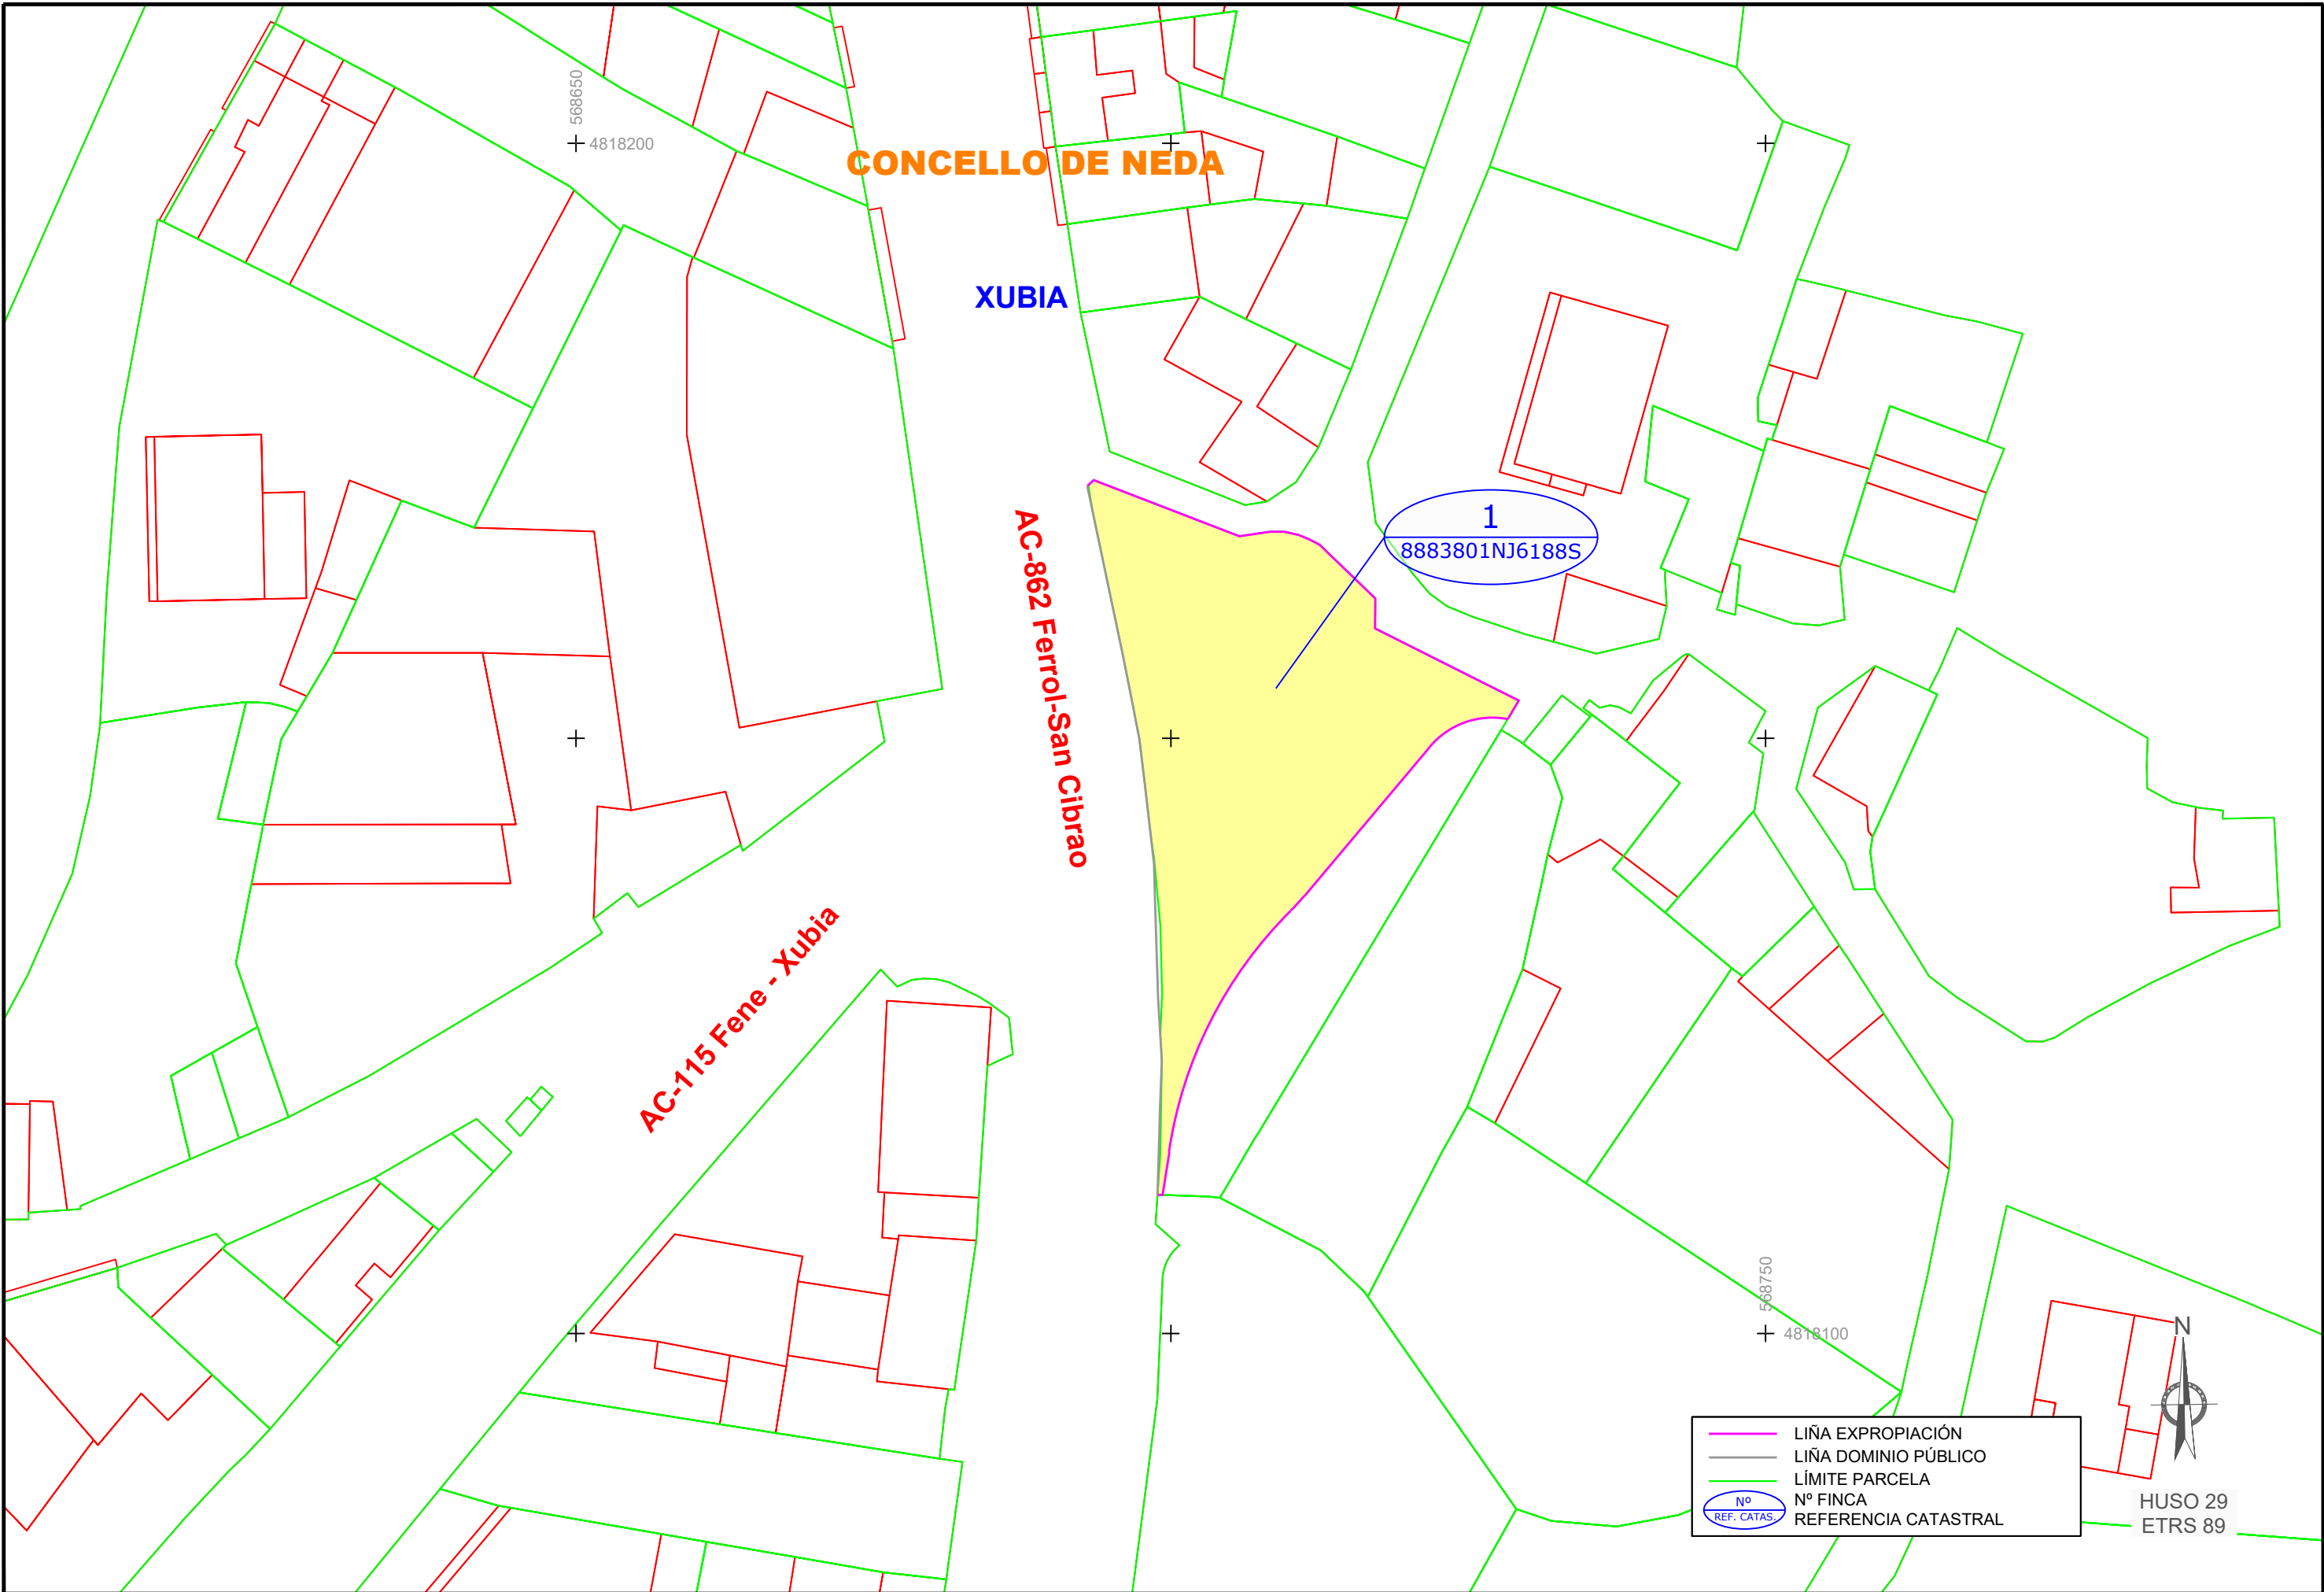 568650
4818200
CONCELLO DE NEDA
XUBIA
1
8883801NJ6188S
AC-862 Ferrol-San Cibrao
AC-115 Fene - Xubia
568750
4818100
N
LIÑA EXPROPIACIÓN
LIÑA DOMINIO PÚBLICO
LÍMITE PARCELA
Nº
REF. CATAS.
Nº FINCA
REFERENCIA CATASTRAL
HUSO 29
ETRS 89